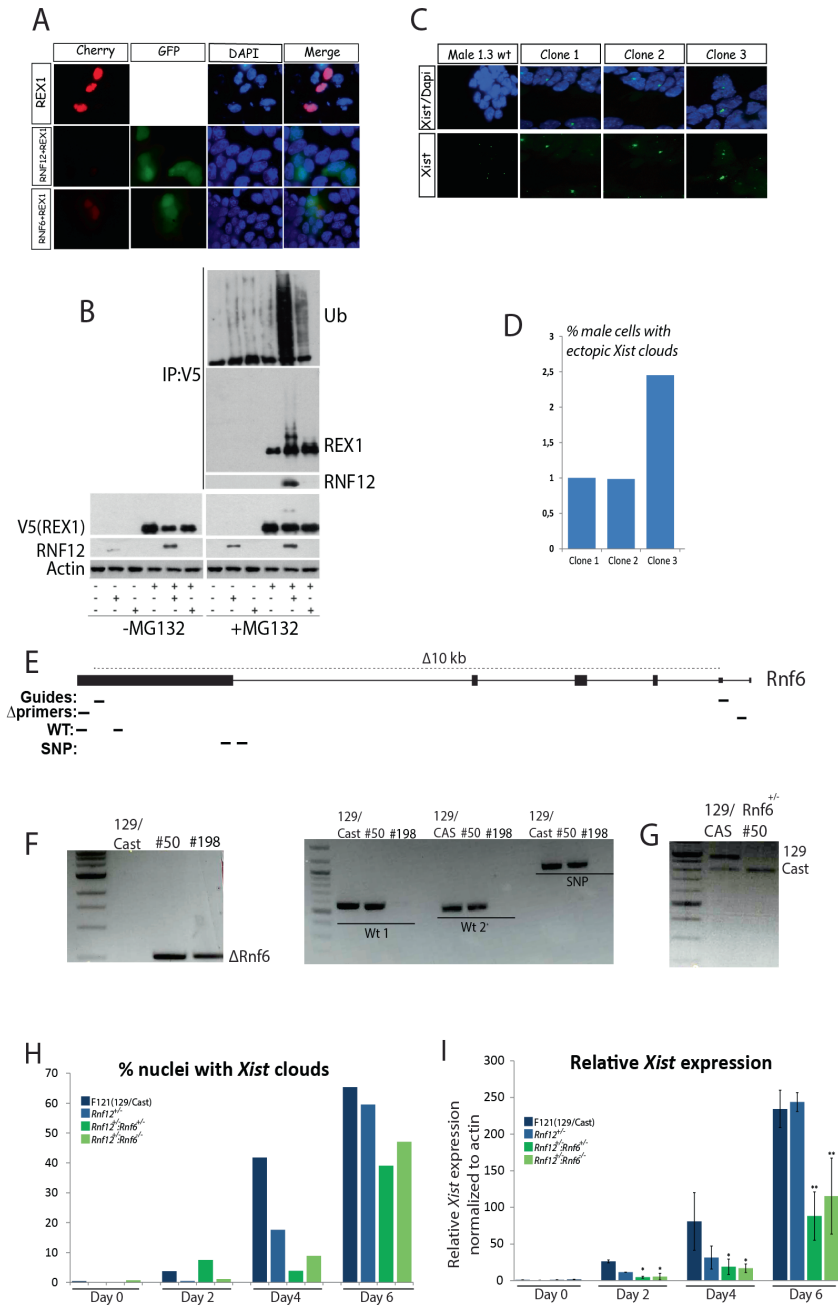 A
Cherry GFP DAPI Merge
REX1
RNF12+REX1
RNF6+REX1
C
Male 1.3 wt Clone 1 Clone 2 Clone 3
Xist/Dapi
Xist
B
IP:V5
Ub
REX1
RNF12
V5(REX1)
RNF12
Actin
- - - + + + - - - + + +
- + - - + - - + - - + -
- - + - - + - - + - - +
-MG132 +MG132
D
% male cells with
ectopic Xist clouds
3
2,5
2
1,5
1
0,5
0
Clone 1 Clone 2 Clone 3
E
Δ10 kb
Rnf6
Guides:
Δprimers:
WT:
SNP:
F
129/
Cast #50 #198
ΔRnf6
129/ 129/ 129/
Cast #50 #198 CAS #50 #198 Cast #50 #198
Wt 1
Wt 2
SNP
G
129/ Rnf6+/-
CAS #50
129
Cast
H
% nuclei with Xist clouds
70
60
50
40
30
20
10
0
F121(129/Cast)
Rnf12+/-
Rnf12+/-:Rnf6+/-
Rnf12+/-:Rnf6-/-
Day 0 Day 2 Day4 Day 6
I
Relative Xist expression
Relative Xist expression
normalized to actin
300
250
200
150
100
50
0
F121(129/Cast)
Rnf12+/-
Rnf12+/-:Rnf6+/-
Rnf12+/-:Rnf6-/-
* * * * ** **
Day 0 Day 2 Day 4 Day 6